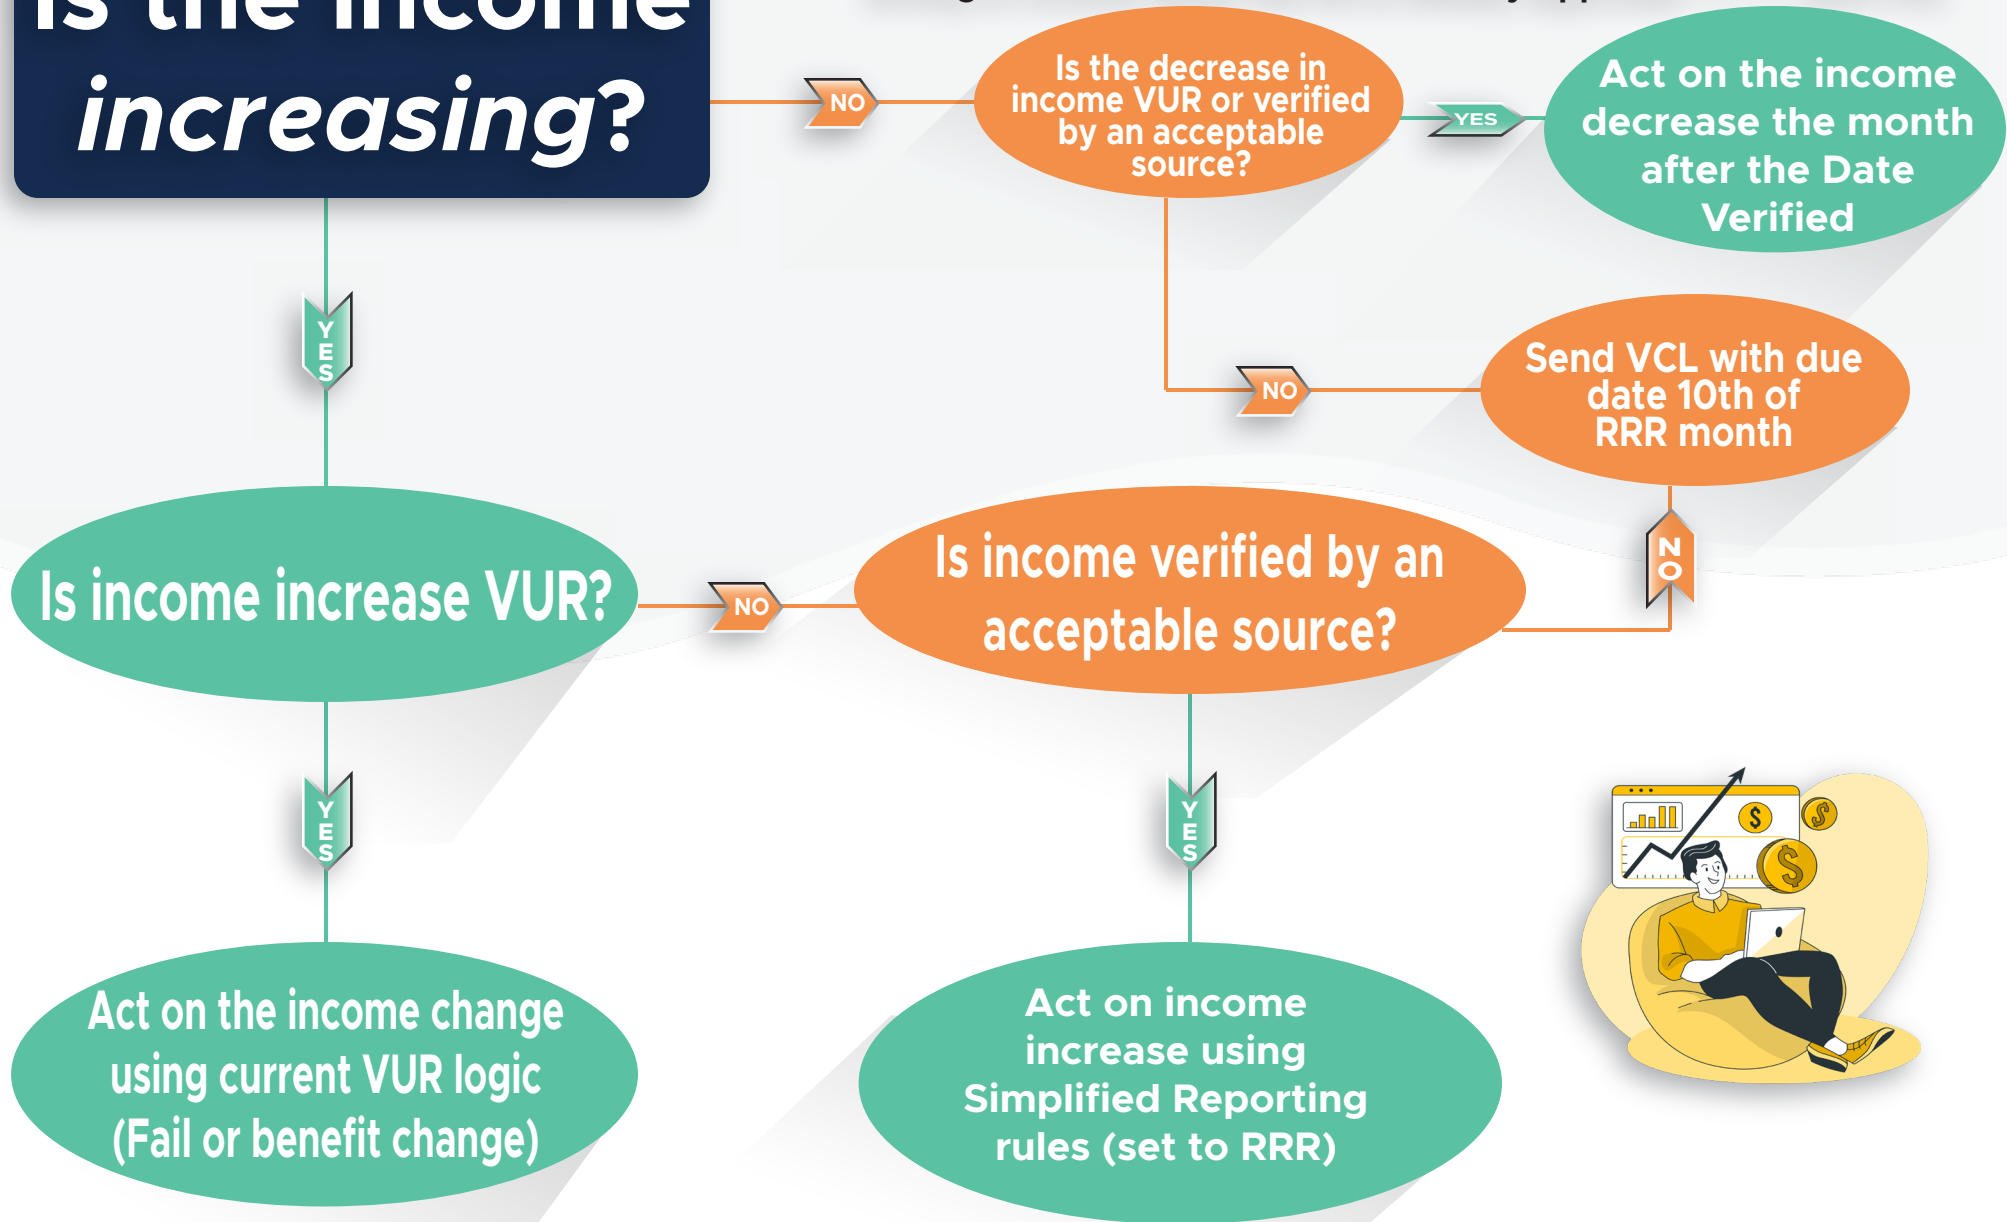 Is the income
increasing?
NO
Is the decrease in
income VUR or verified
by an acceptable
source?
YES
Act on the income
decrease the month
after the Date
Verified
YES
NO
Send VCL with due
date 10th of
RRR month
Is income increase VUR?
NO
Is income verified by an
acceptable source?
NO
YES
YES
Act on the income change
using current VUR logic
(Fail or benefit change)
Act on income
increase using
Simplified Reporting
rules (set to RRR)